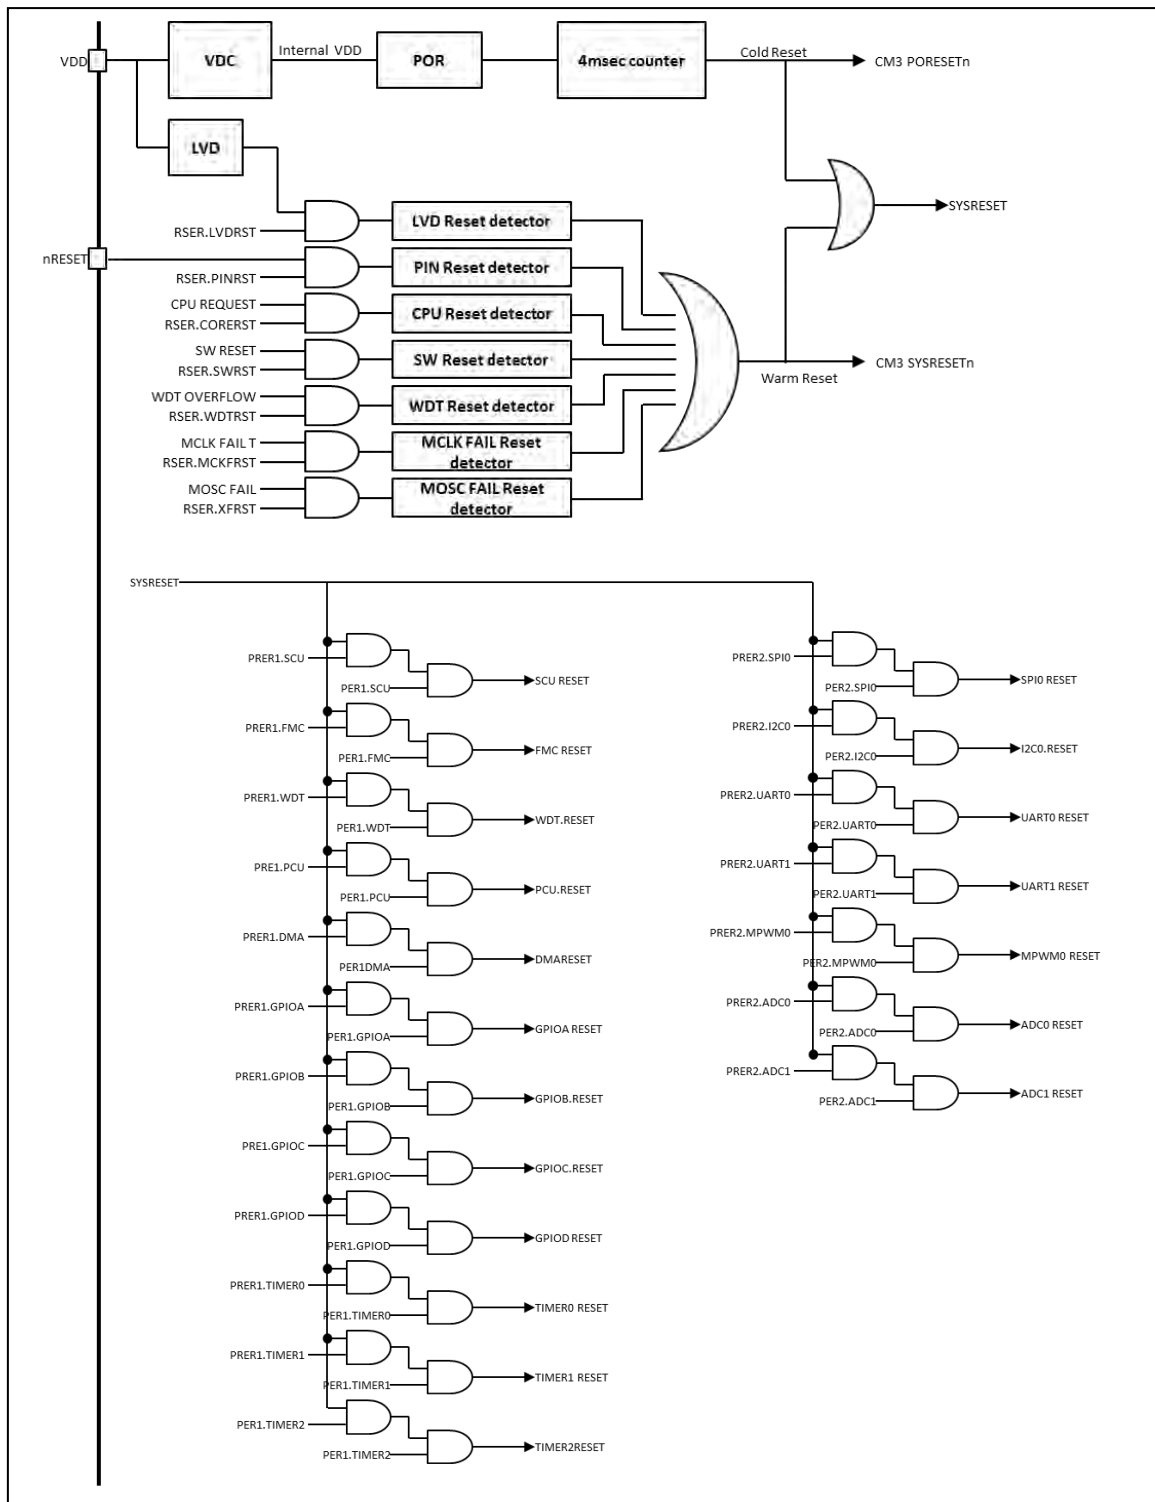 VDD
VDC
Internal VDD
POR
4msec counter
Cold Reset
CM3 PORESETn
LVD
SYSRESET
RSER.LVDRST
LVD Reset detector
nRESET
RSER.PINRST
PIN Reset detector
CPU REQUEST
RSER.CORERST
CPU Reset detector
SW RESET
RSER.SWRST
SW Reset detector
Warm Reset
CM3 SYSRESETn
WDT OVERFLOW
RSER.WDTRST
WDT Reset detector
MCLK FAIL T
RSER.MCKFRST
MCLK FAIL Reset
detector
MOSC FAIL
RSER.XFRST
MOSC FAIL Reset
detector
SYSRESET
PRER1.SCU
PER1.SCU
SCU RESET
PRER1.FMC
PER1.FMC
FMC RESET
PRER1.WDT
PER1.WDT
WDT.RESET
PRE1.PCU
PER1.PCU
PCU.RESET
PRER1.DMA
PER1DMA
DMARESET
PRER1.GPIOA
PER1.GPIOA
GPIOA RESET
PRER1.GPIOB
PER1.GPIOB
GPIOB.RESET
PRE1.GPIOC
PER1.GPIOC
GPIOC.RESET
PRER1.GPIOD
PER1.GPIOD
GPIOD RESET
PRER1.TIMER0
PER1.TIMER0
TIMER0 RESET
PRER1.TIMER1
PER1.TIMER1
TIMER1 RESET
PER1.TIMER2
PER1.TIMER2
TIMER2RESET
PRER2.SPI0
PER2.SPI0
SPI0 RESET
PRER2.I2C0
PER2.I2C0
I2C0.RESET
PRER2.UART0
PER2.UART0
UART0 RESET
PRER2.UART1
PER2.UART1
UART1 RESET
PRER2.MPWM0
PER2.MPWM0
MPWM0 RESET
PRER2.ADC0
PER2.ADC0
ADC0 RESET
PRER2.ADC1
PER2.ADC1
ADC1 RESET